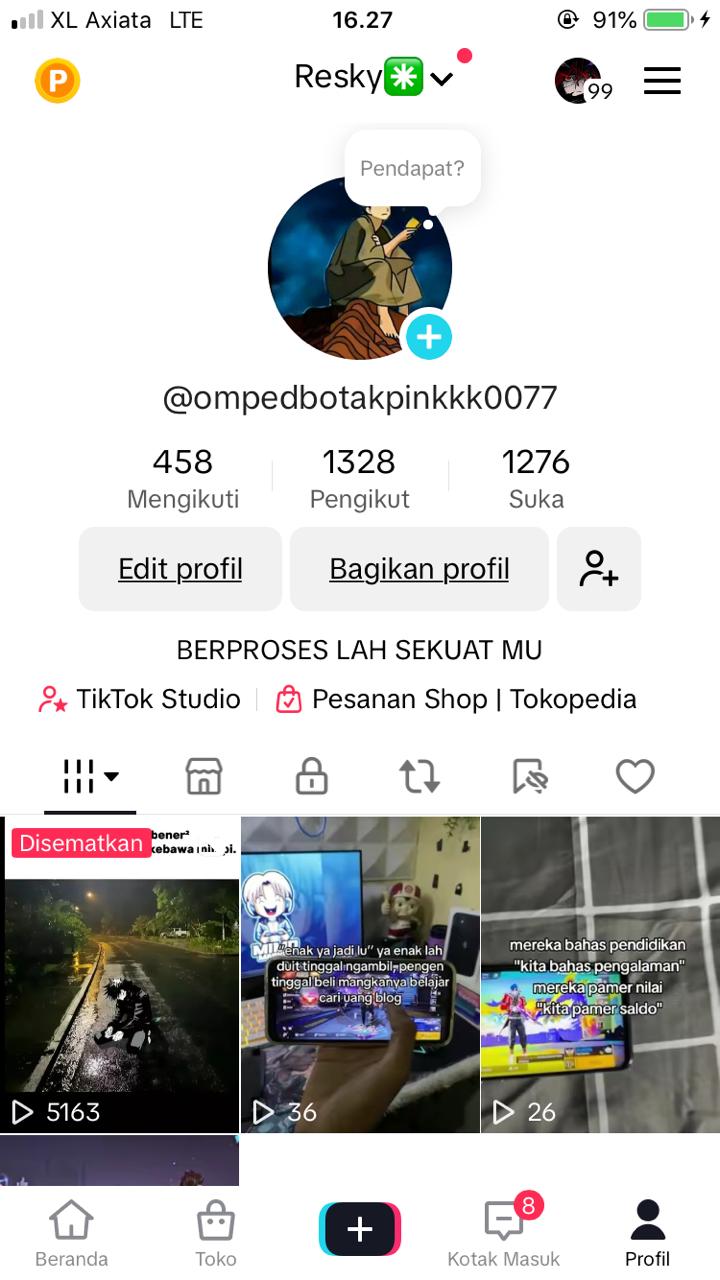 XL Axiata LTE 16.27 91%
P
Resky
99
Pendapat?
@ompedbotakpinkkk0077
458 1328 1276
Mengikuti Pengikut Suka
Edit profil Bagikan profil
BERPROSES LAH SEKUAT MU
TikTok Studio Pesanan Shop | Tokopedia
Disematkan
bener²
kebawa
"enak ya jadi lu" ya enak lah
duit tinggal ngambil, pengen
tinggal beli mangkanya belajar
cari uang blog
mereka bahas pendidikan
"kita bahas pengalaman"
mereka pamer nilai
"kita pamer saldo"
5163 36 26
8
Beranda Toko Kotak Masuk Profil